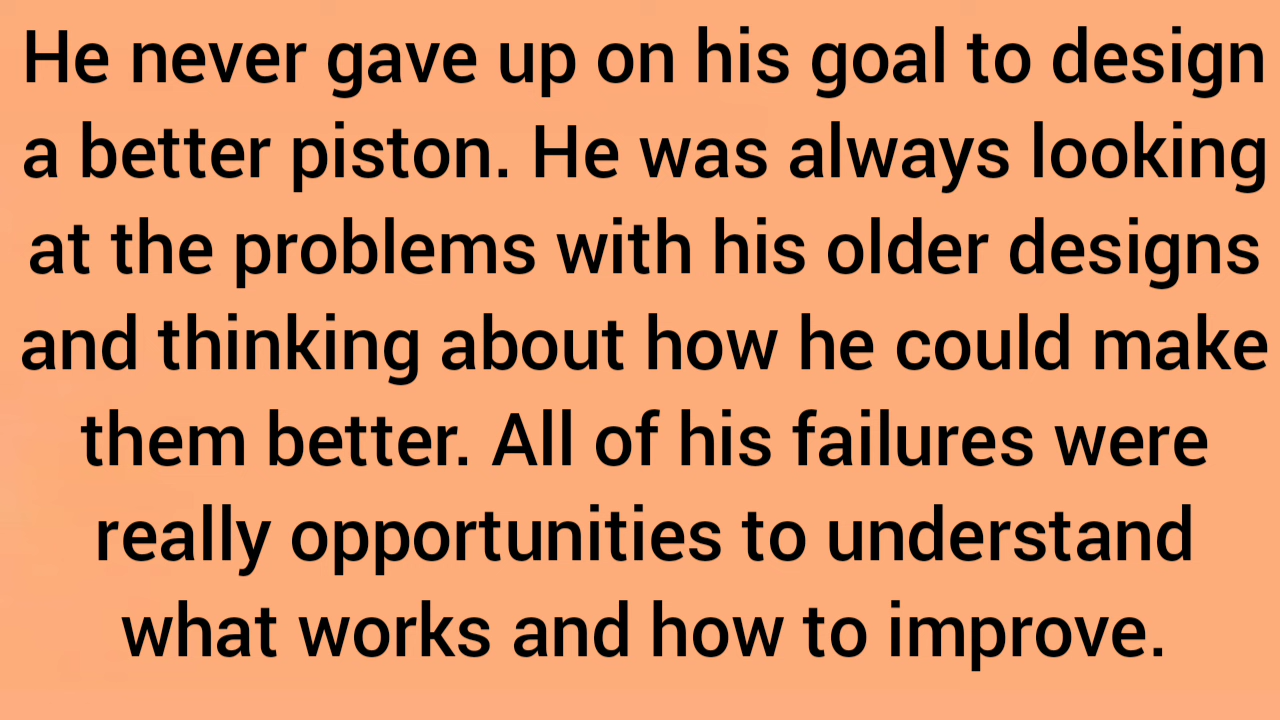 He never gave up on his goal to design
a better piston. He was always looking
at the problems with his older designs
and thinking about how he could make
them better. All of his failures were
really opportunities to understand
what works and how to improve.